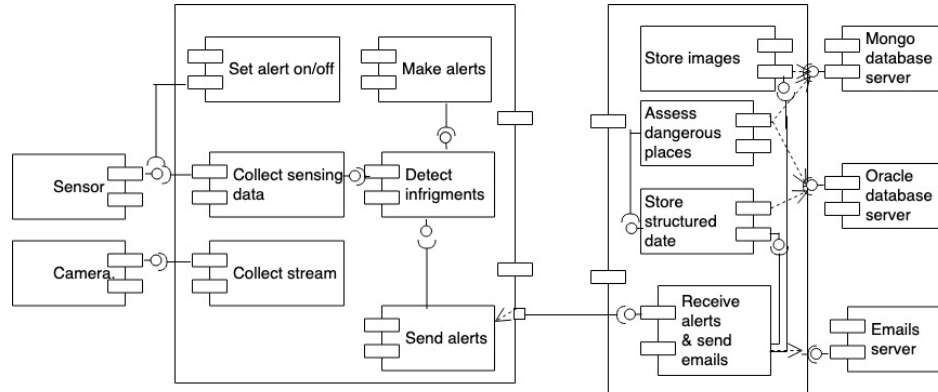 Set alert on/off
Make alerts
Store images
Mongo
database
server
Assess
dangerous
places
Sensor
Collect sensing
data
Detect
infrigments
Oracle
database
server
Store
structured
date
Camera.
Collect stream
Send alerts
Receive
alerts
& send
emails
Emails
server